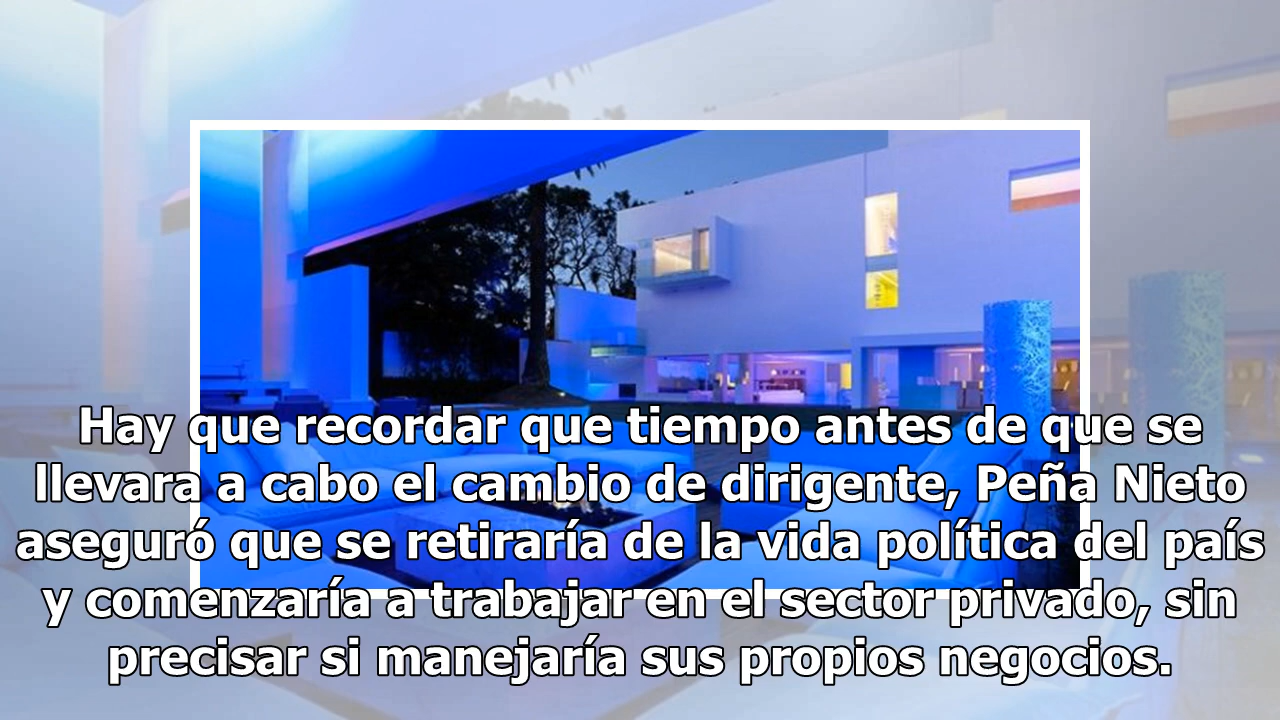 Hay que recordar que tiempo antes de que se
llevara a cabo el cambio de dirigente, Peña Nieto
aseguró que se retiraría de la vida política del país
y comenzaría a trabajar en el sector privado, sin
precisar si manejaría sus propios negocios.